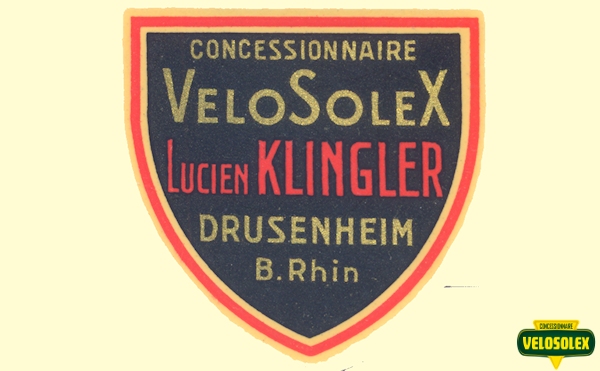 CONCESSIONNAIRE
VELOSOLEX
LUCIEN KLINGLER
DRUSENHEIM
B. Rhin
CONCESSIONNAIRE
VELOSOLEX